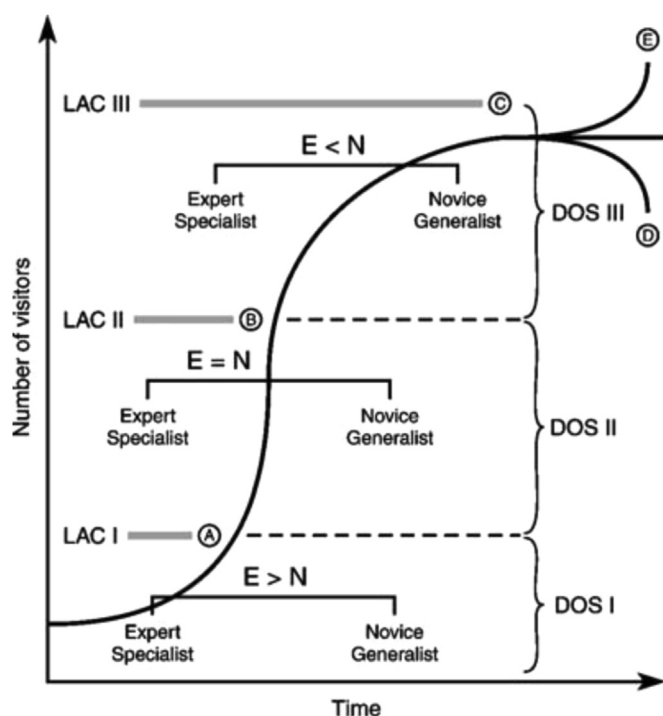 E
LAC III
C
E < N
Expert
Specialist
Novice
Generalist
DOS III
D
LAC II
B
E = N
Expert
Specialist
Novice
Generalist
DOS II
LAC I
A
E > N
Expert
Specialist
Novice
Generalist
DOS I
Number of visitors
Time